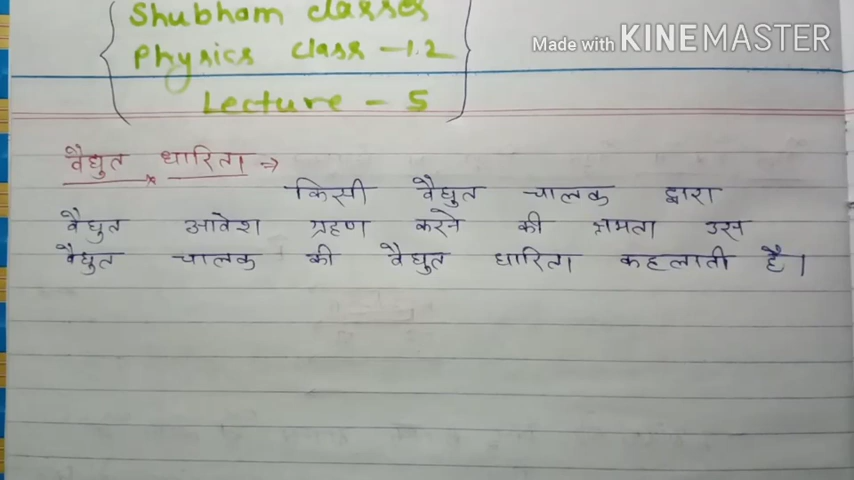 Shubham classes
Made with KINEMASTER
Physics class - 12
Lecture - 5
वैद्युत धारिता ⇒
किसी वैद्युत चालक द्वारा
वैद्युत आवेश ग्रहण करने की क्षमता उस
वैद्युत चालक की वैद्युत धारिता कहलाती है।